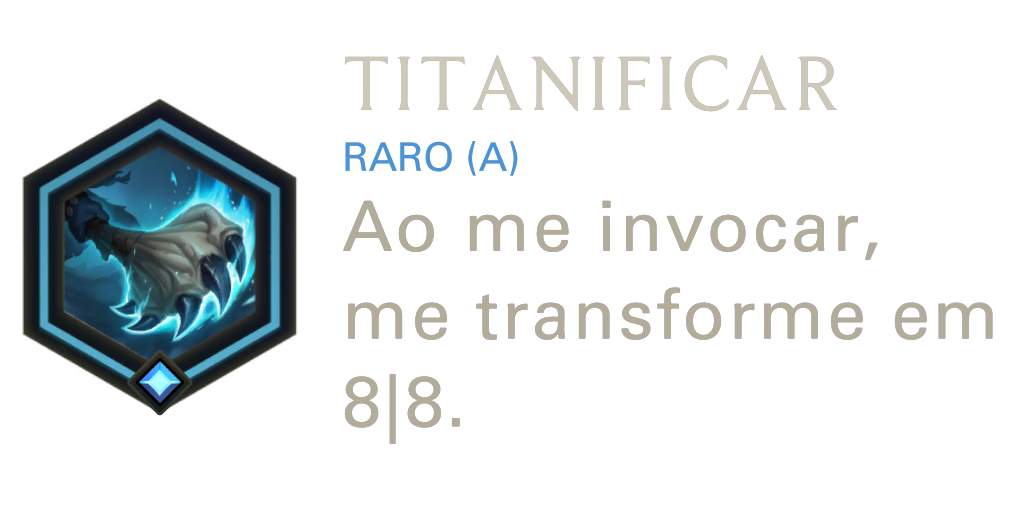 TITANIFICAR
RARO (A)
Ao me invocar,
me transforme em
8|8.